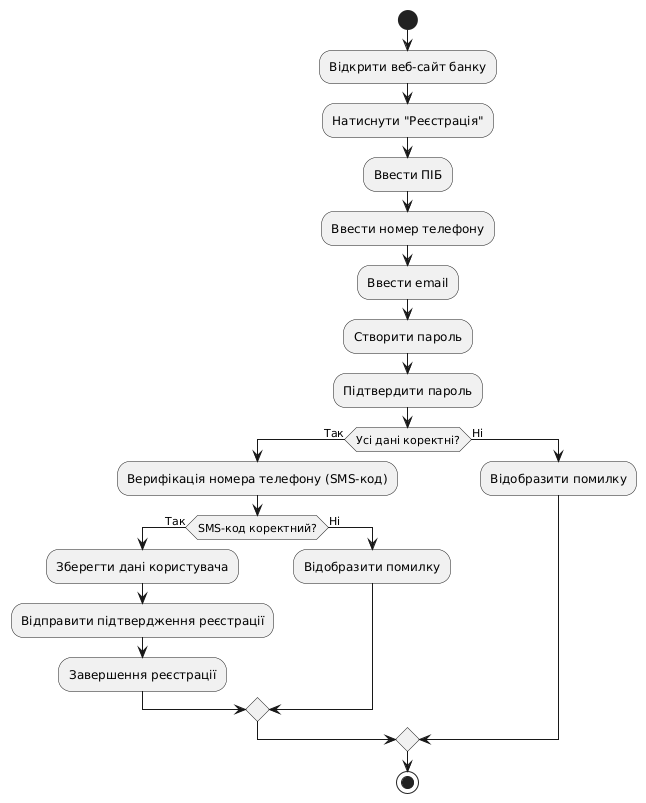 Відкрити веб-сайт банку
Натиснути "Реєстрація"
Ввести ПІБ
Ввести номер телефону
Ввести email
Створити пароль
Підтвердити пароль
Так
Усі дані коректні?
Ні
Верифікація номера телефону (SMS-код)
Відобразити помилку
Так
SMS-код коректний?
Ні
Зберегти дані користувача
Відобразити помилку
Відправити підтвердження реєстрації
Завершення реєстрації